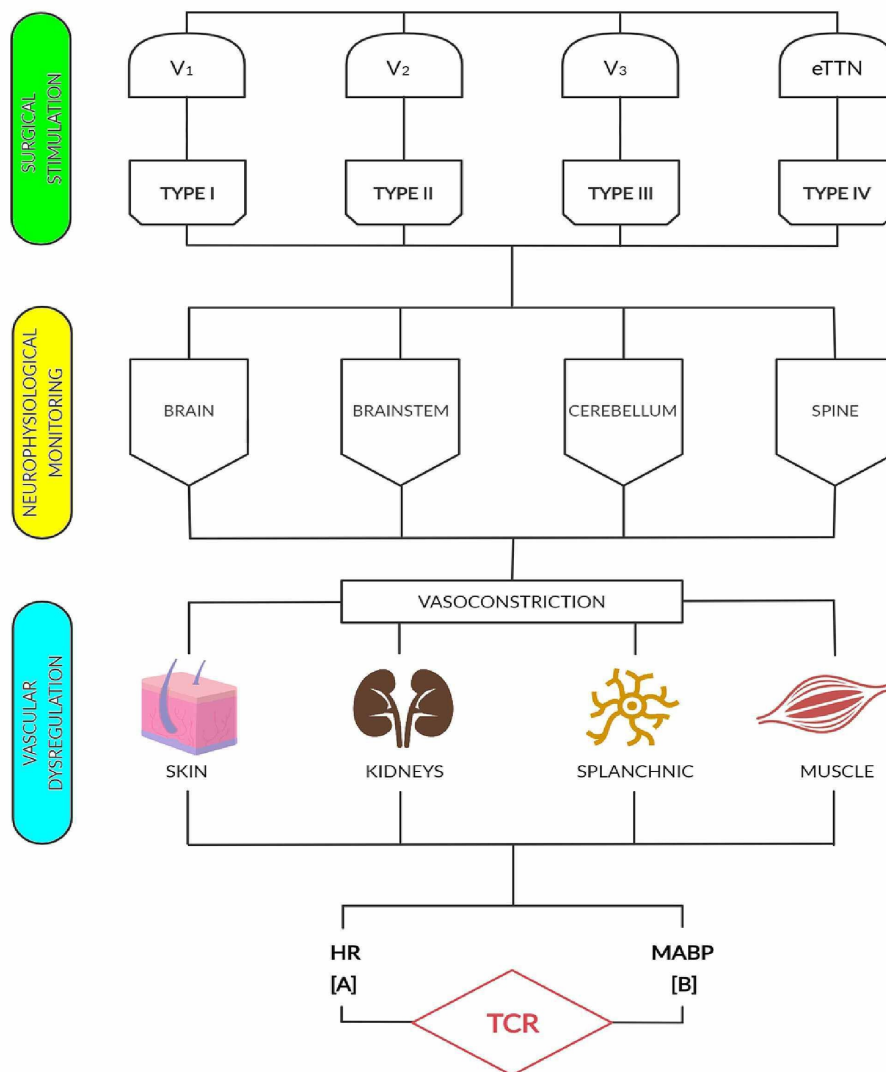 SURGICAL
STIMULATION
V₁
V₂
V₃
eTTN
TYPE I
TYPE II
TYPE III
TYPE IV
NEUROPHYSIOLOGICAL
MONITORING
BRAIN
BRAINSTEM
CEREBELLUM
SPINE
VASCULAR
DYSREGULATION
VASOCONSTRICTION
SKIN
KIDNEYS
SPLANCHNIC
MUSCLE
HR
[A]
MABP
[B]
TCR